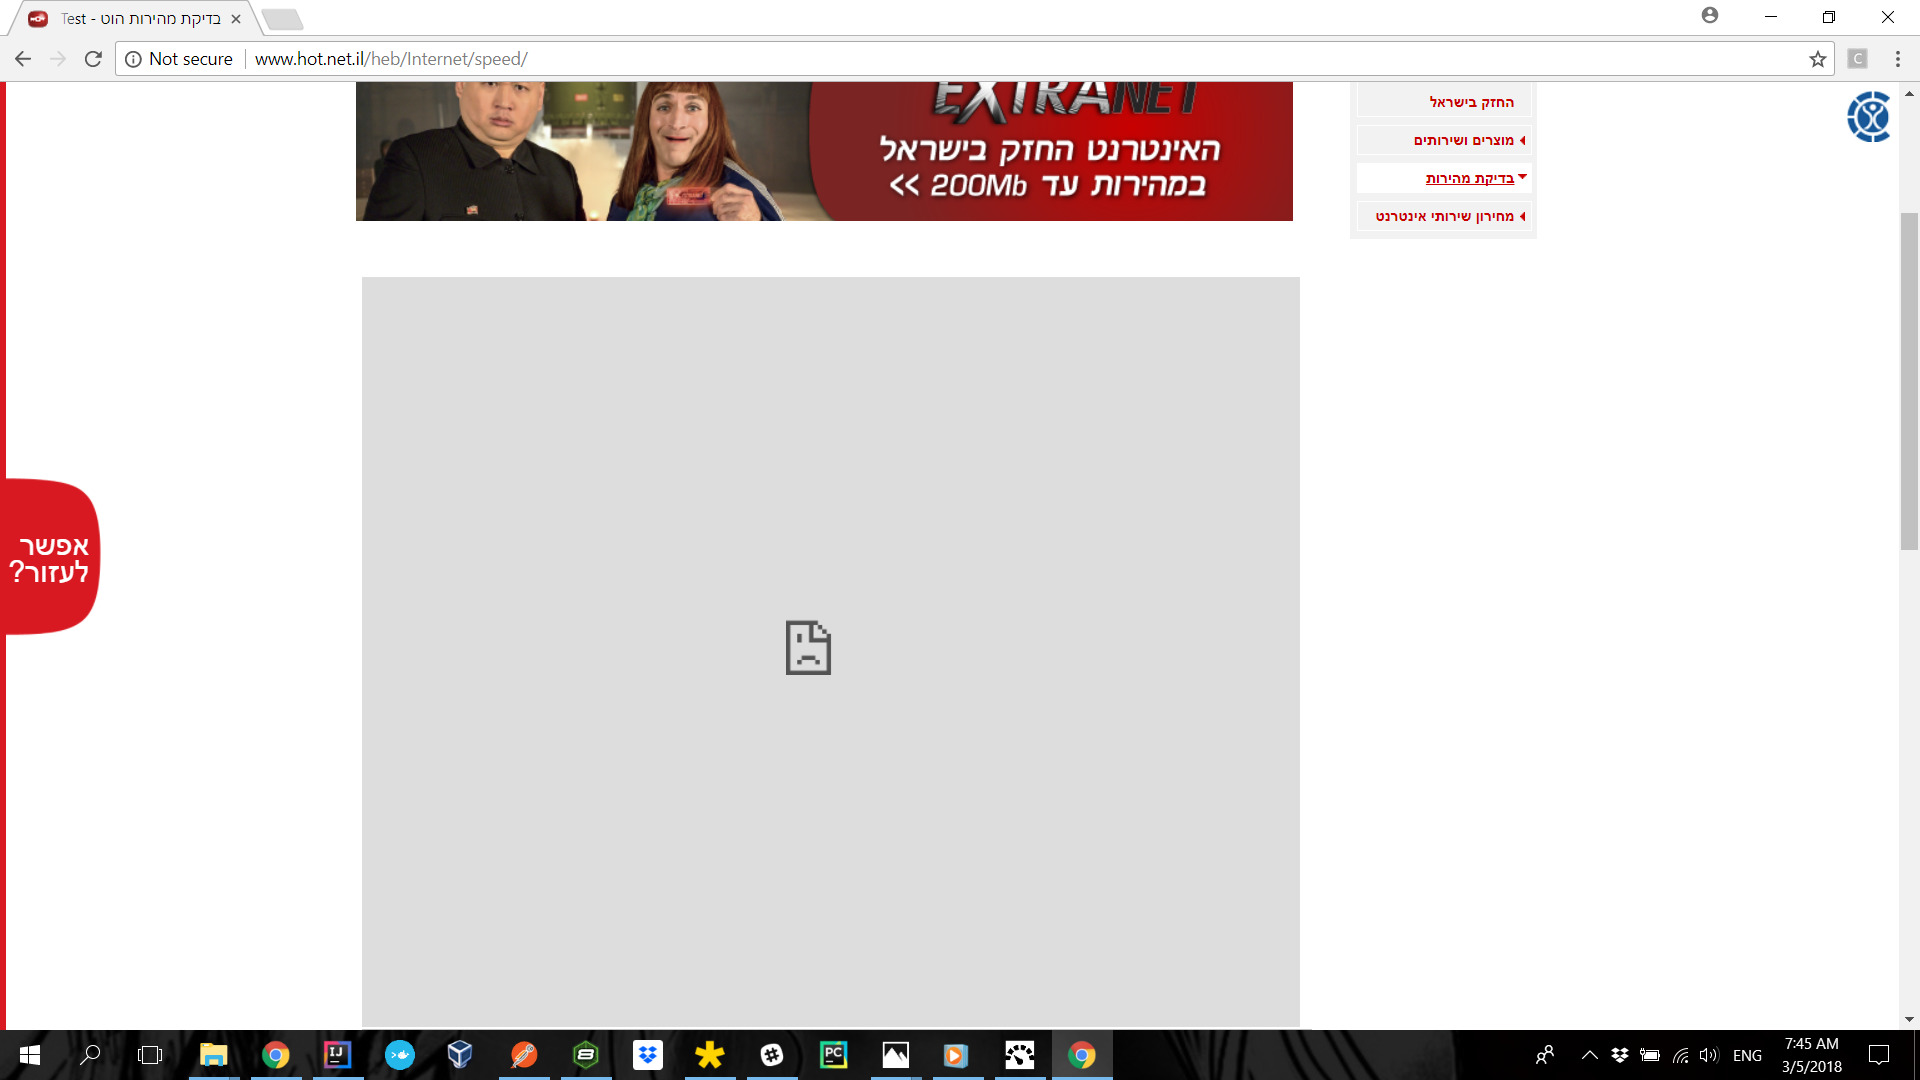 Test - בדיקת מהירות הוט
Not secure
www.hot.net.il/heb/Internet/speed/
C
EXTRANET
האינטרנט החזק בישראל
במהירות עד 200Mb >>
החזק בישראל
מוצרים ושירותים
בדיקת מהירות
מחירון שירותי אינטרנט
אפשר
לעזור?
IJ
PC
ENG
7:45 AM
3/5/2018